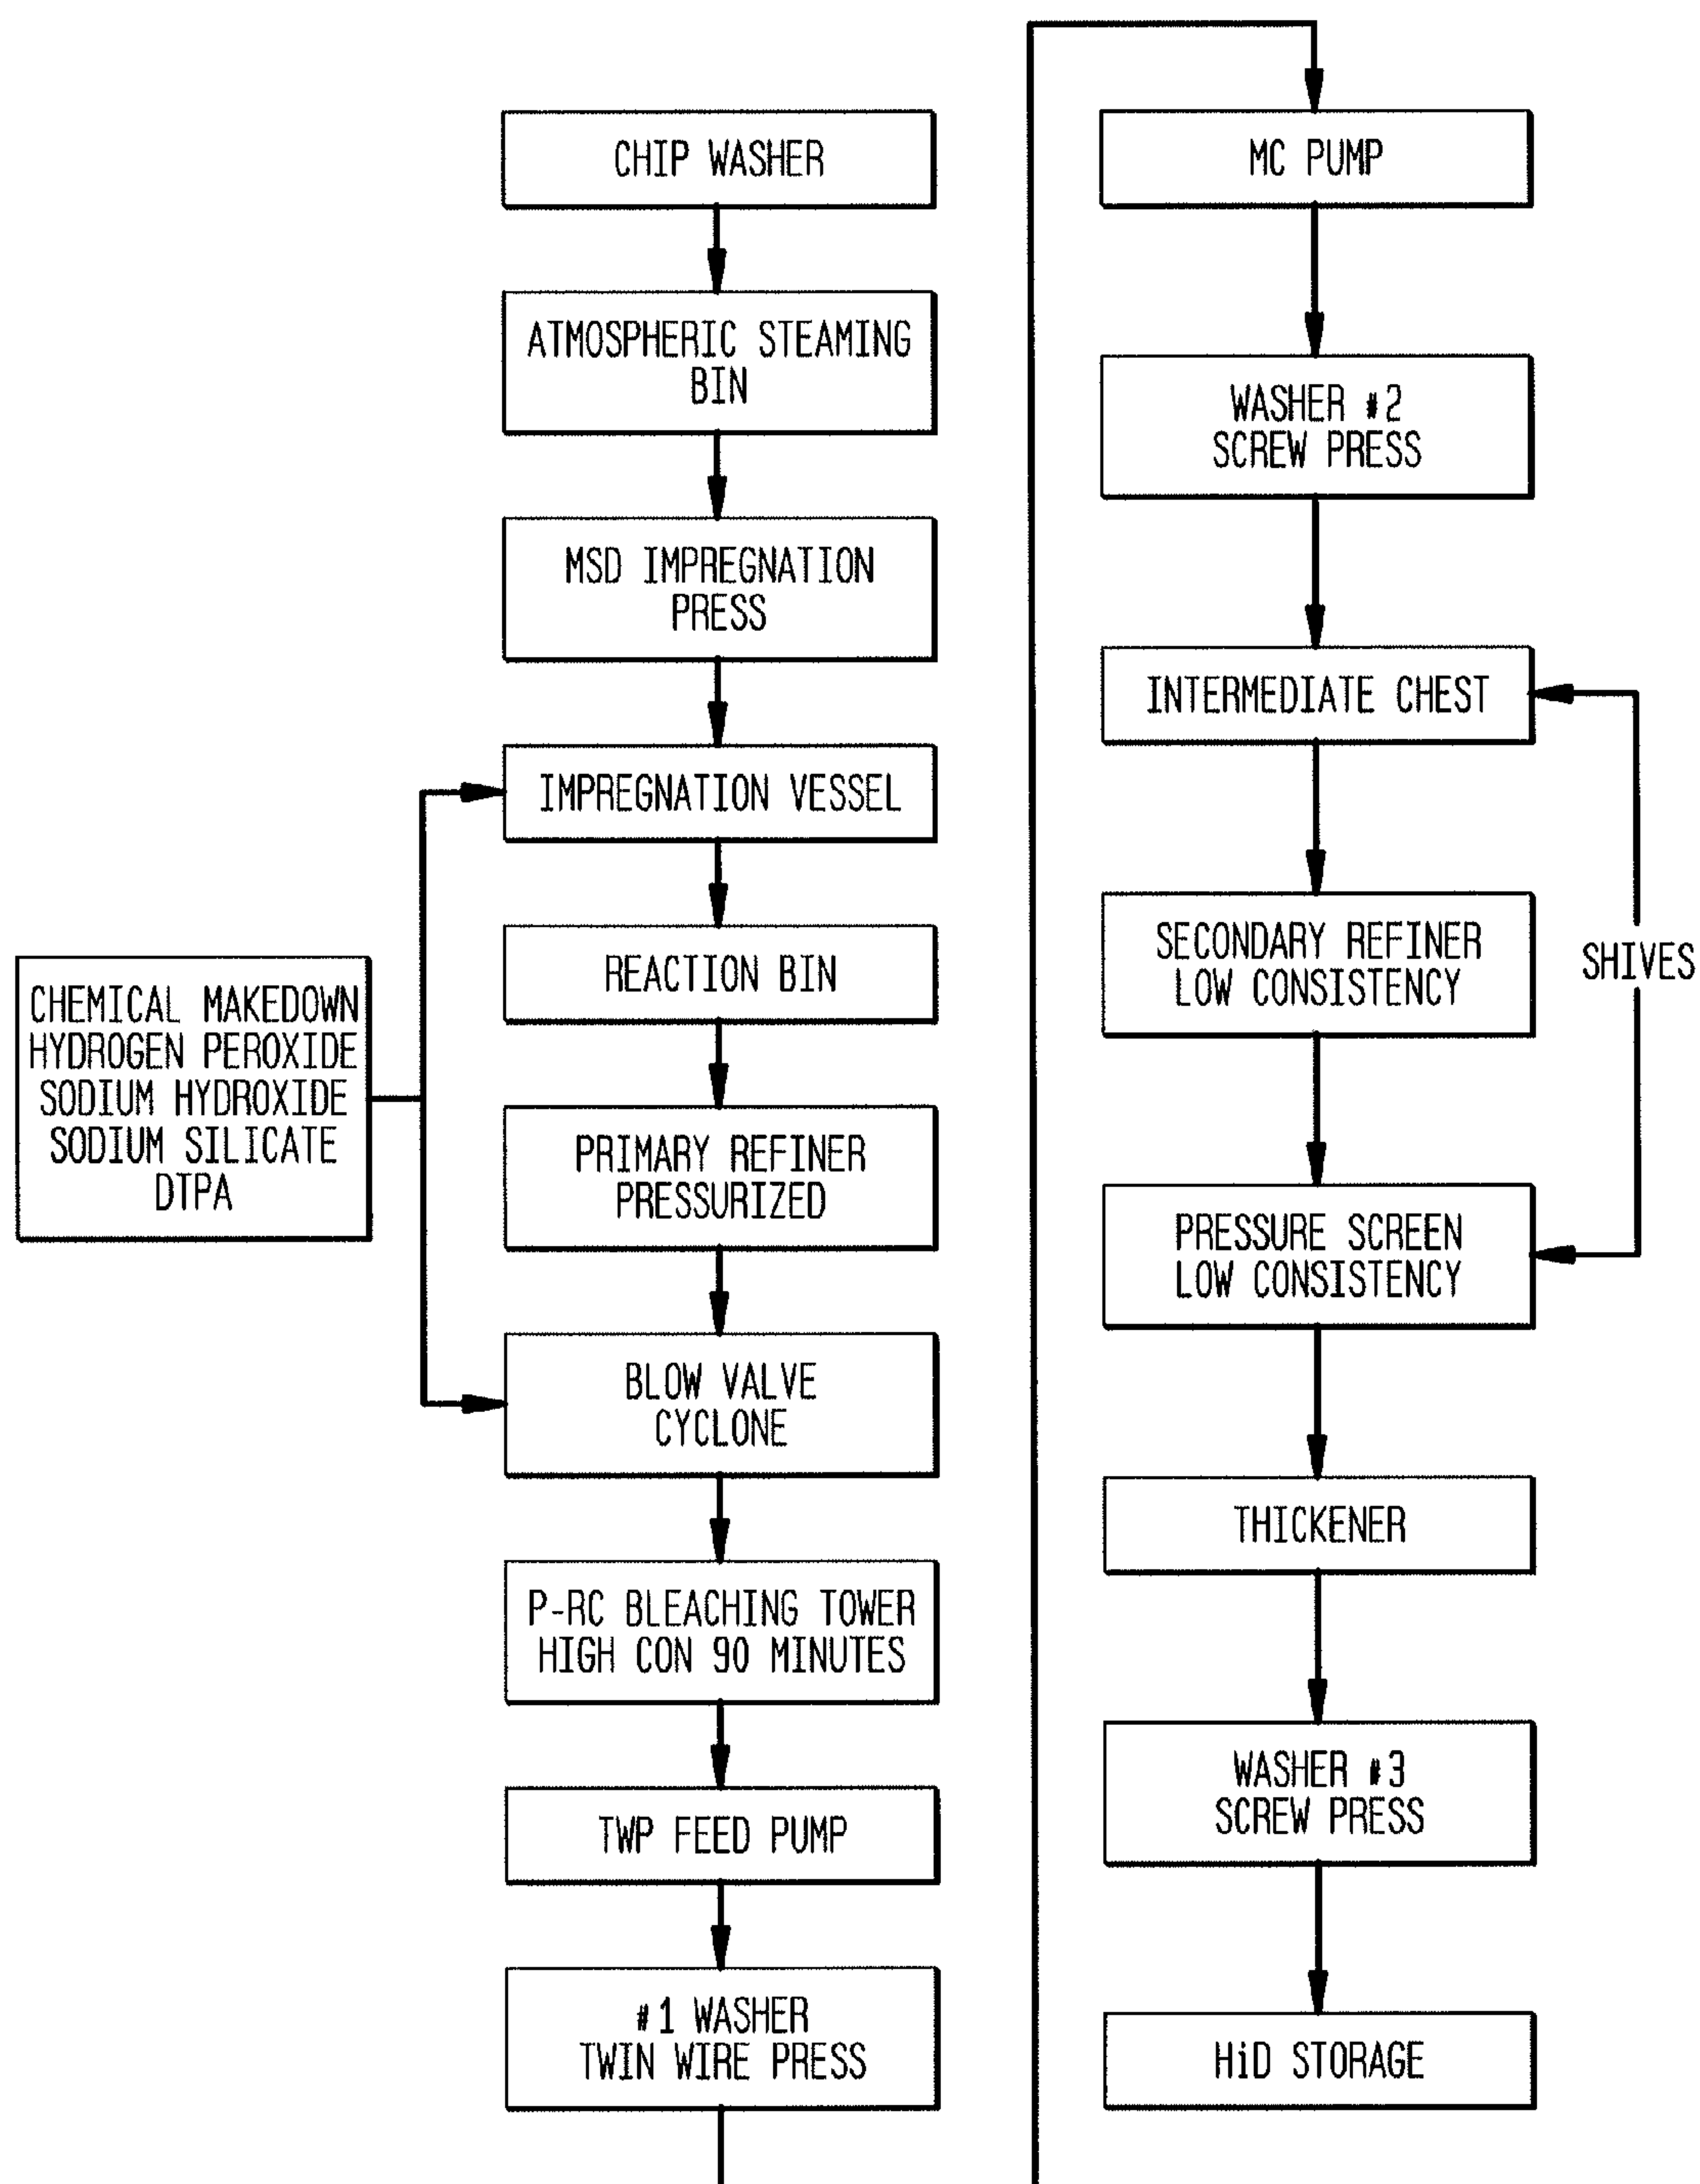 CHIP WASHER
ATMOSPHERIC STEAMING
BIN
MSD IMPREGNATION
PRESS
IMPREGNATION VESSEL
REACTION BIN
CHEMICAL MAKEDOWN
HYDROGEN PEROXIDE
SODIUM HYDROXIDE
SODIUM SILICATE
DTPA
PRIMARY REFINER
PRESSURIZED
BLOW VALVE
CYCLONE
P-RC BLEACHING TOWER
HIGH CON 90 MINUTES
TWP FEED PUMP
#1 WASHER
TWIN WIRE PRESS
MC PUMP
WASHER #2
SCREW PRESS
INTERMEDIATE CHEST
SECONDARY REFINER
LOW CONSISTENCY
SHIVES
PRESSURE SCREEN
LOW CONSISTENCY
THICKENER
WASHER #3
SCREW PRESS
HiD STORAGE